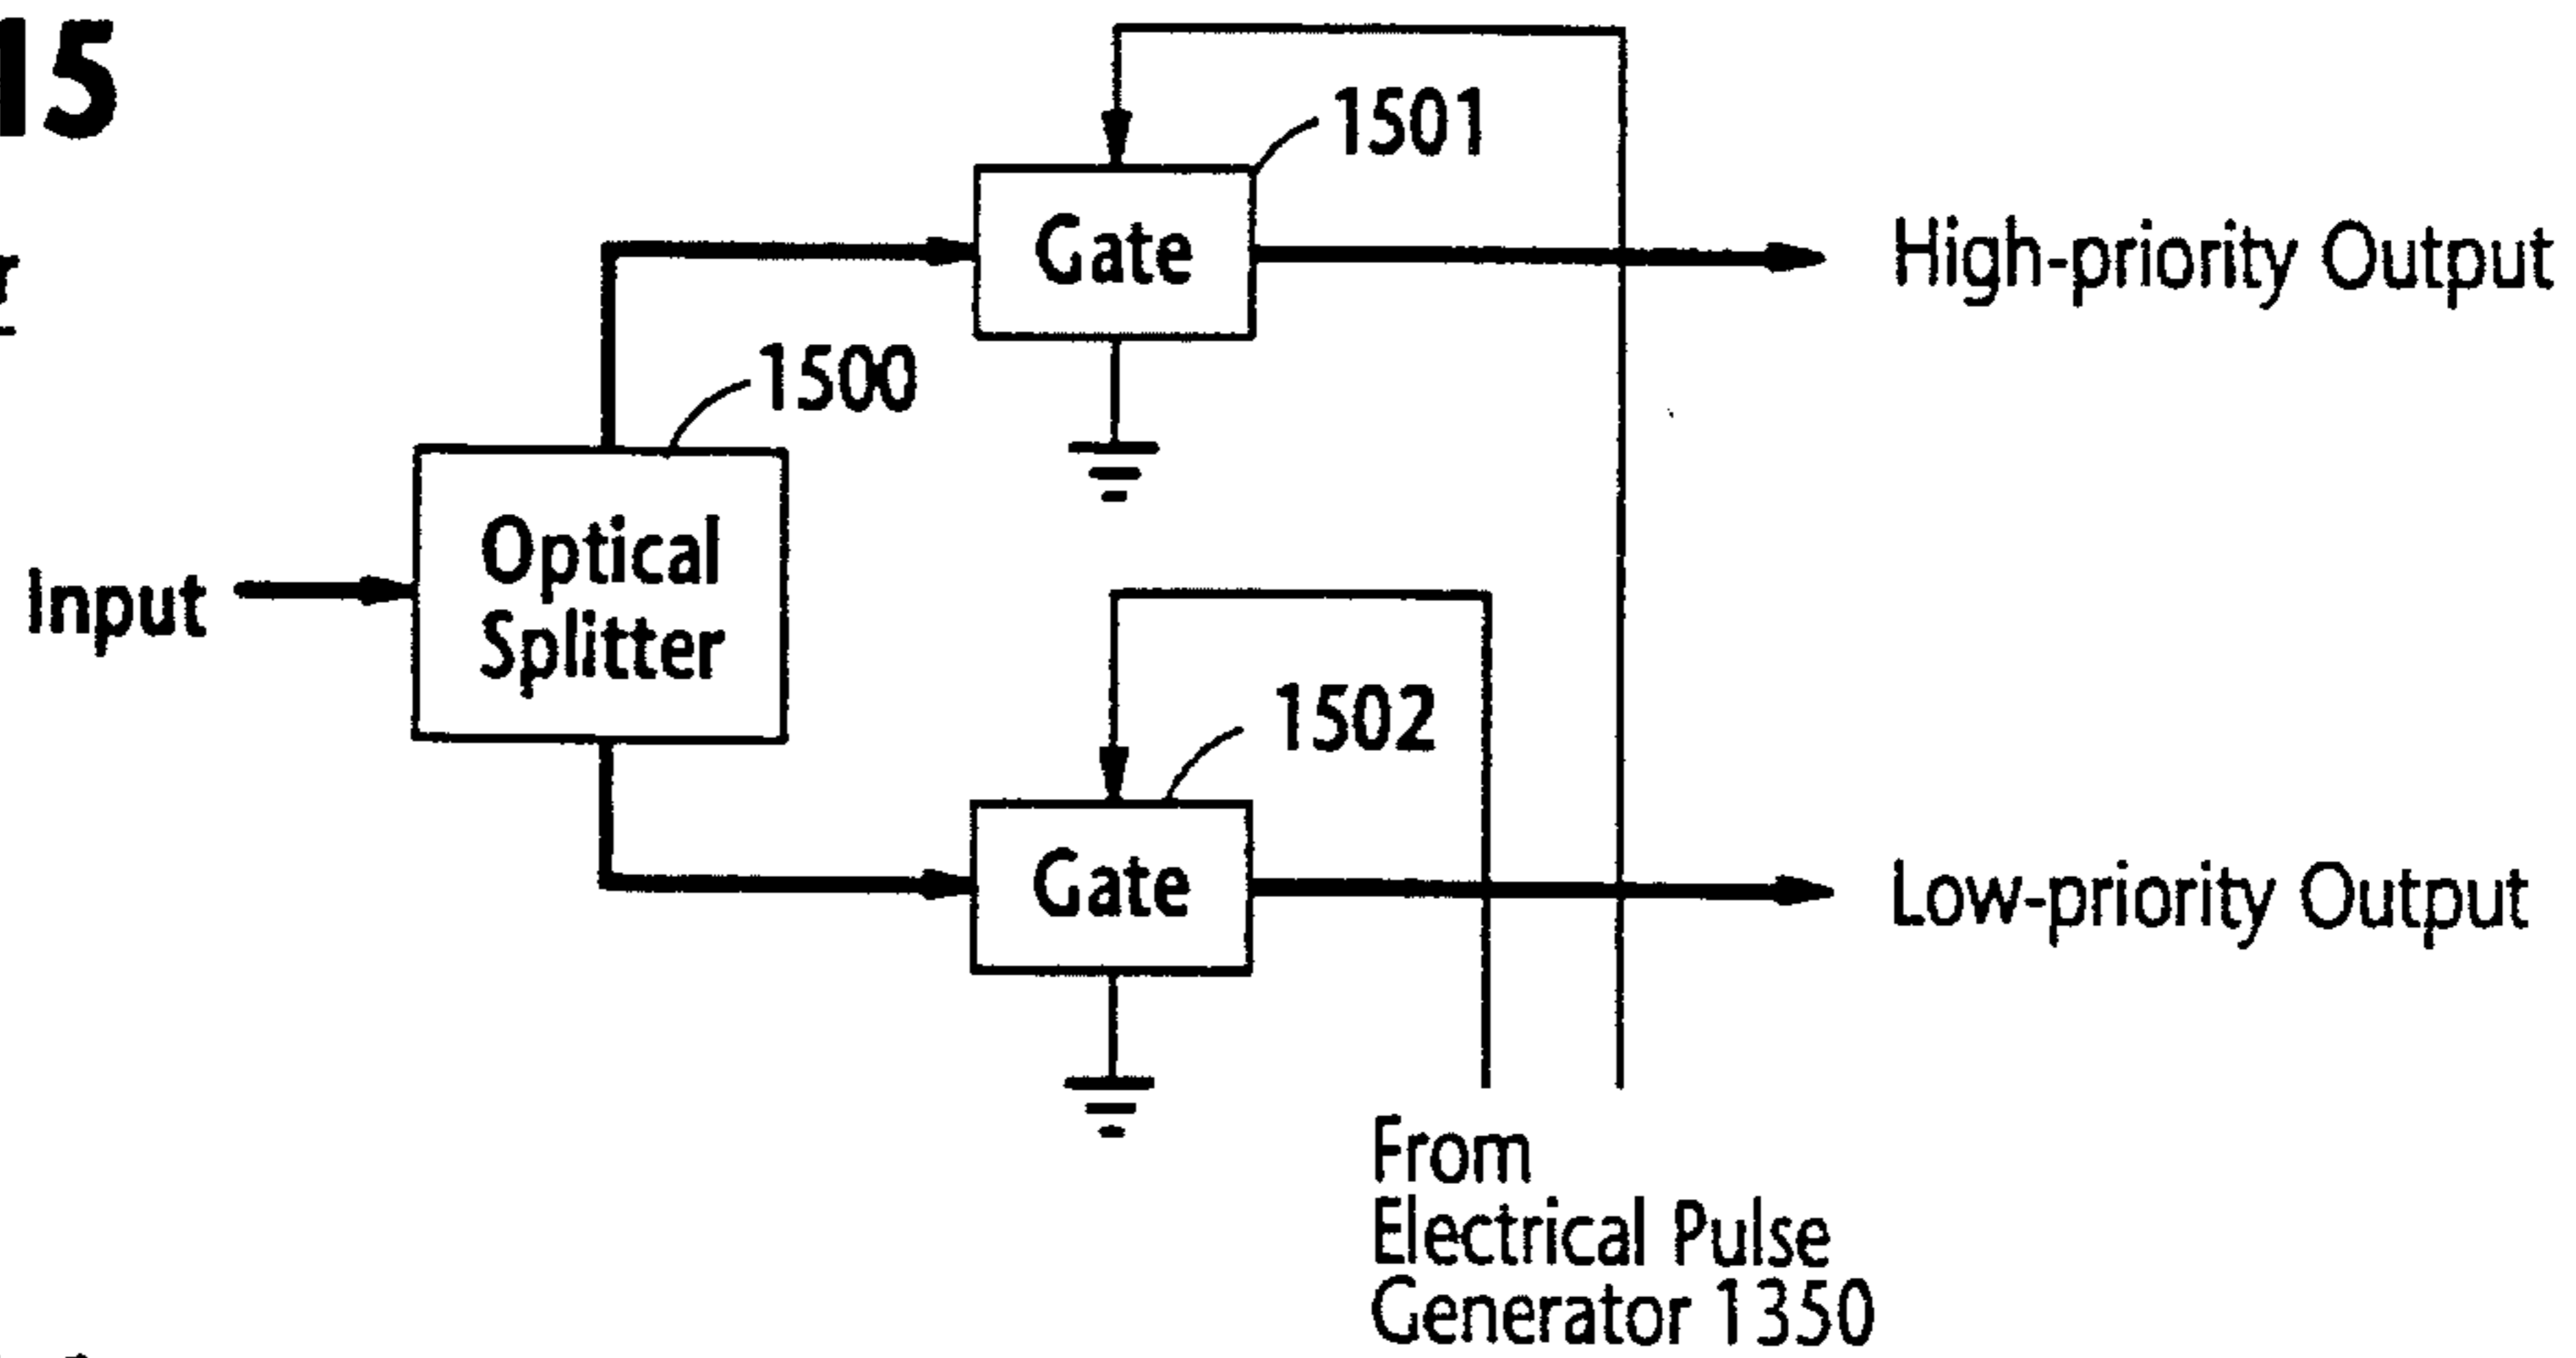 15
1501
Gate
High-priority Output
1500
Optical
Splitter
Input
1502
Gate
Low-priority Output
From
Electrical Pulse
Generator 1350